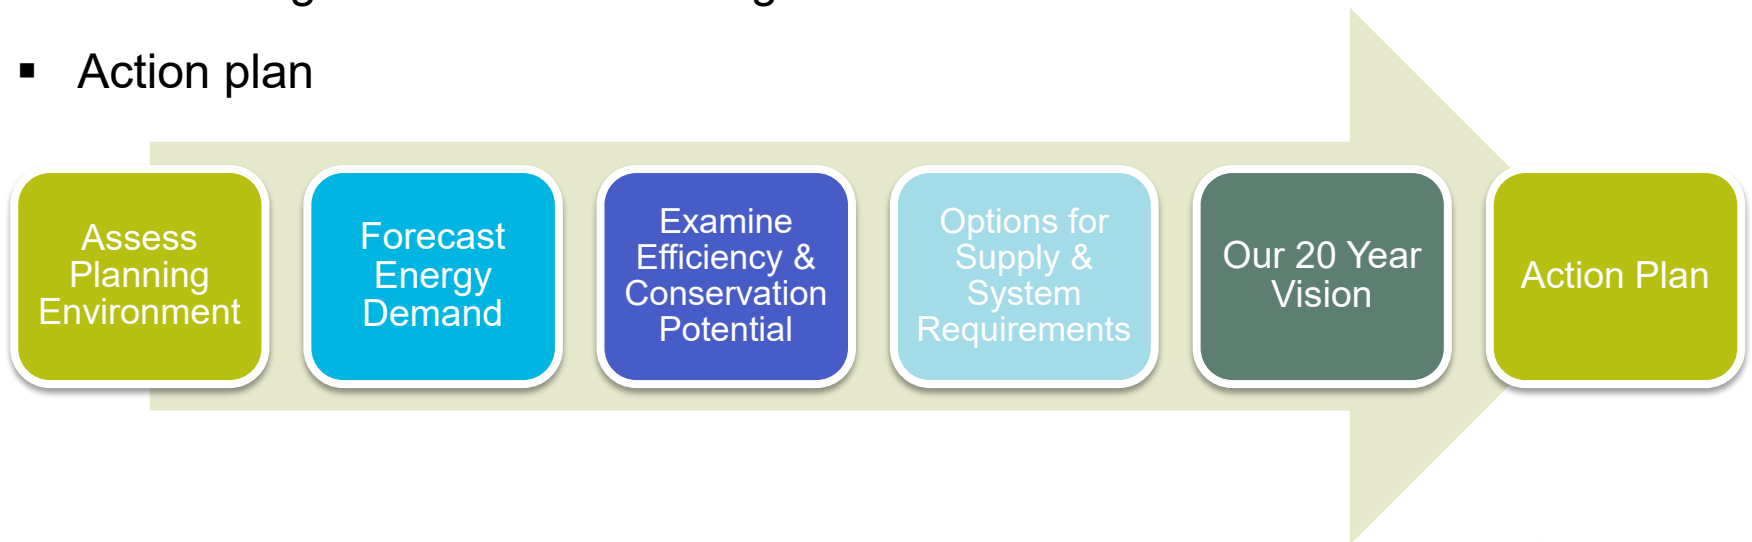 ▪ Action plan
Assess
Planning
Environment
Forecast
Energy
Demand
Examine
Efficiency &
Conservation
Potential
Options for
Supply &
System
Requirements
Our 20 Year
Vision
Action Plan